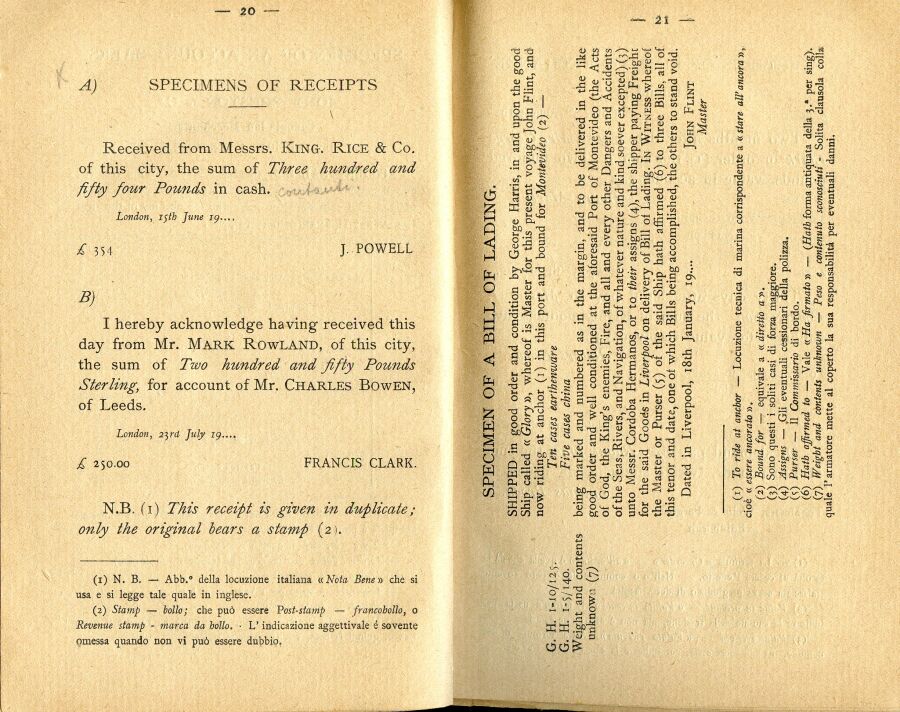 — 20 —
A) SPECIMENS OF RECEIPTS
Received from Messrs. KING. RICE & Co.
of this city, the sum of Three hundred and
fifty four Pounds in cash. contanti.
London, 15th June 19....
£ 354 J. POWELL
B)
I hereby acknowledge having received this
day from Mr. MARK ROWLAND, of this city,
the sum of Two hundred and fifty Pounds
Sterling, for account of Mr. CHARLES BOWEN,
of Leeds.
London, 23rd July 19....
£ 250.00 FRANCIS CLARK.
N.B. (1) This receipt is given in duplicate;
only the original bears a stamp (2).
(1) N. B. — Abb.e della locuzione italiana «Nota Bene» che si
usa e si legge tale quale in inglese.
(2) Stamp — bollo; che può essere Post-stamp — francobollo, o
Revenue stamp - marca da bollo. - L'indicazione aggettivale é sovente
omessa quando non vi può essere dubbio.
— 21 —
SPECIMEN OF A BILL OF LADING.
SHIPPED in good order and condition by George Harris, in and upon the good
Ship called «Glory», whereof is Master for this present voyage John Flint, and
now riding at anchor (1) in this port and bound for Montevideo (2) —
Ten cases earthenware
Five cases china
being marked and numbered as in the margin, and to be delivered in the like
good order and well conditioned at the aforesaid Port of Montevideo (the Acts
of God, the King's enemies, Fire, and all and every other Dangers and Accidents
of the Seas, Rivers, and Navigation, of whatever nature and kind soever excepted) (3)
unto Messr. Cordoba Hermanos, or to their assigns (4), the shipper paying Freight
for the said Goods in Liverpool on delivery of Bill of Lading. IN WITNESS whereof
the Master or Purser (5) of the said Ship hath affirmed (6) to three Bills, all of
this tenor and date, one of which Bills being accomplished, the others to stand void.
Dated in Liverpool, 18th January, 19... JOHN FLINT
Master
G. H. 1-10/125.
G. H. 1-5/140.
Weight and contents
unknown (7)
(1) To ride at anchor — Locuzione tecnica di marina corrispondente a «stare all'ancora»,
cioè «essere ancorato».
(2) Bound for — equivale a «diretto a».
(3) Sono questi i soliti casi di forza maggiore.
(4) Assigns — Gli eventuali cessionari della polizza.
(5) Purser — Il Commissario di bordo.
(6) Hath affirmed to — Vale «Ha firmato» — (Hath forma antiquata della 3.a per sing).
(7) Weight and contents unknown — Peso e contenuto sconosciuti - Solita clausola colla
quale l'armatore mette al coperto la sua responsabilità per eventuali danni.